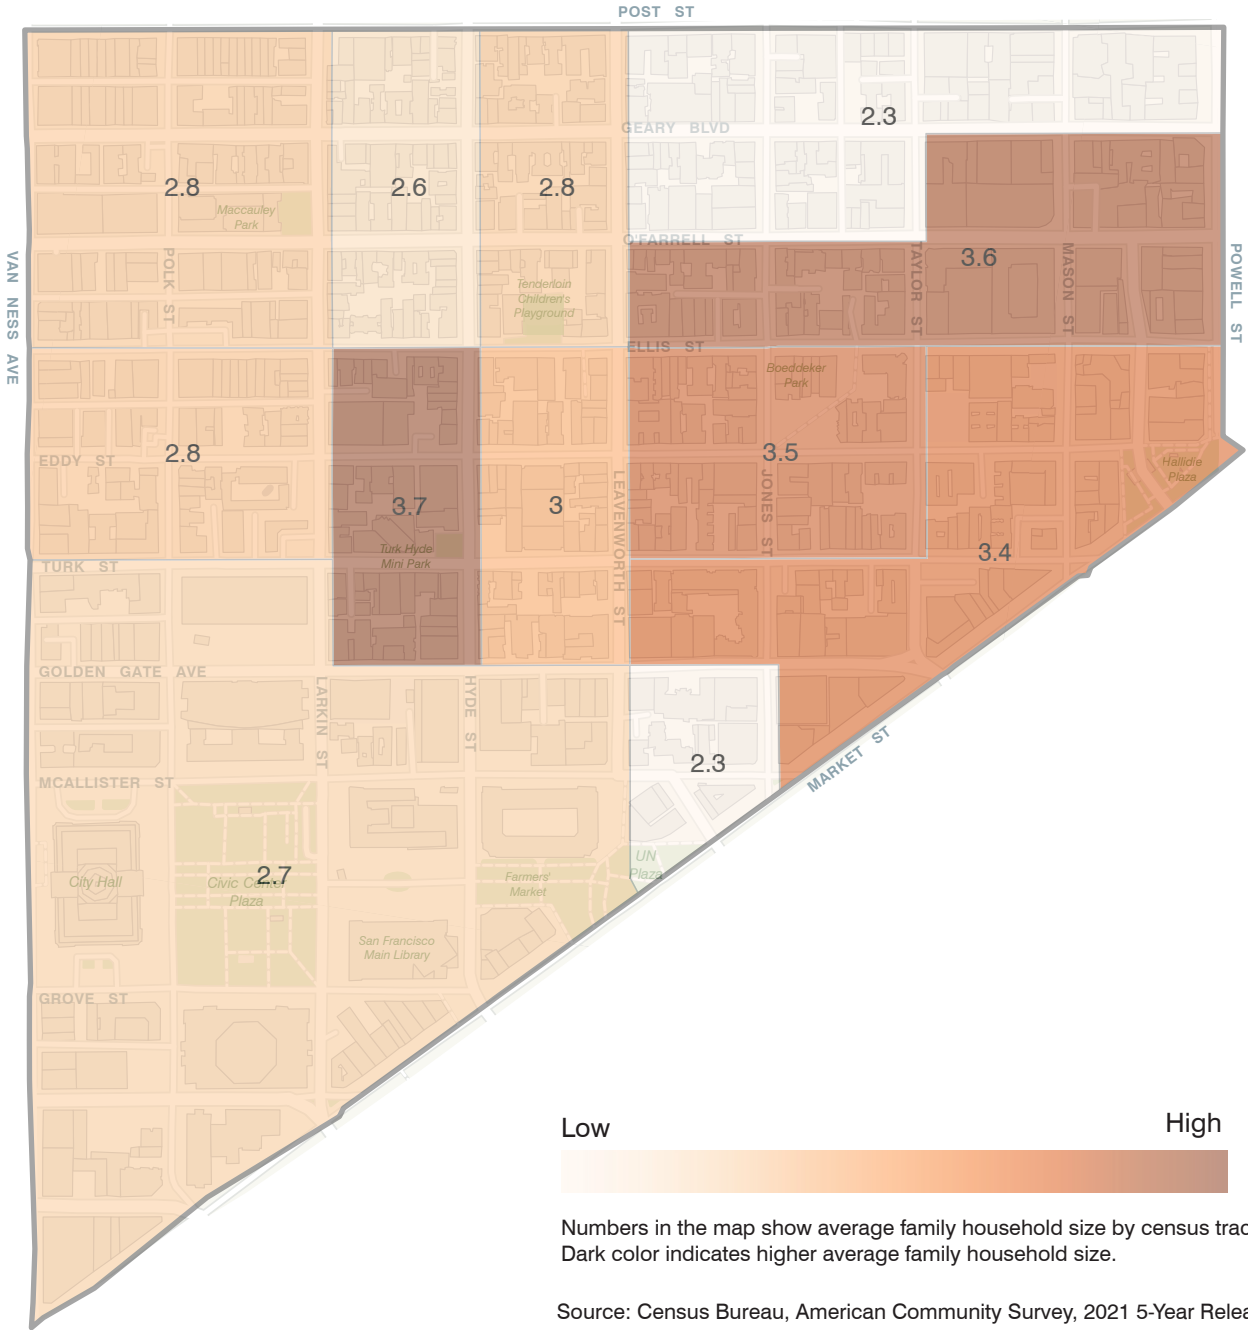 POST ST
2.3
GEARY BLVD
2.8
2.6
2.8
Maccauley
Park
O'FARRELL ST
VAN NESS AVE
POLK ST
TAYLOR ST
3.6
MASON ST
POWELL ST
Tenderloin
Children's
Playground
ELLIS ST
Boeddeker
Park
2.8
EDDY ST
3.5
Hallidie
Plaza
3.7
3
LEAVENWORTH ST
JONES ST
Turk Hyde
Mini Park
3.4
TURK ST
GOLDEN GATE AVE
LARKIN ST
HYDE ST
2.3
MARKET ST
MCALLISTER ST
City Hall
2.7
Civic Center
Plaza
Farmers'
Market
UN
Plaza
San Francisco
Main Library
GROVE ST
Low
High
Numbers in the map show average family household size by census trac
Dark color indicates higher average family household size.
Source: Census Bureau, American Community Survey, 2021 5-Year Relea